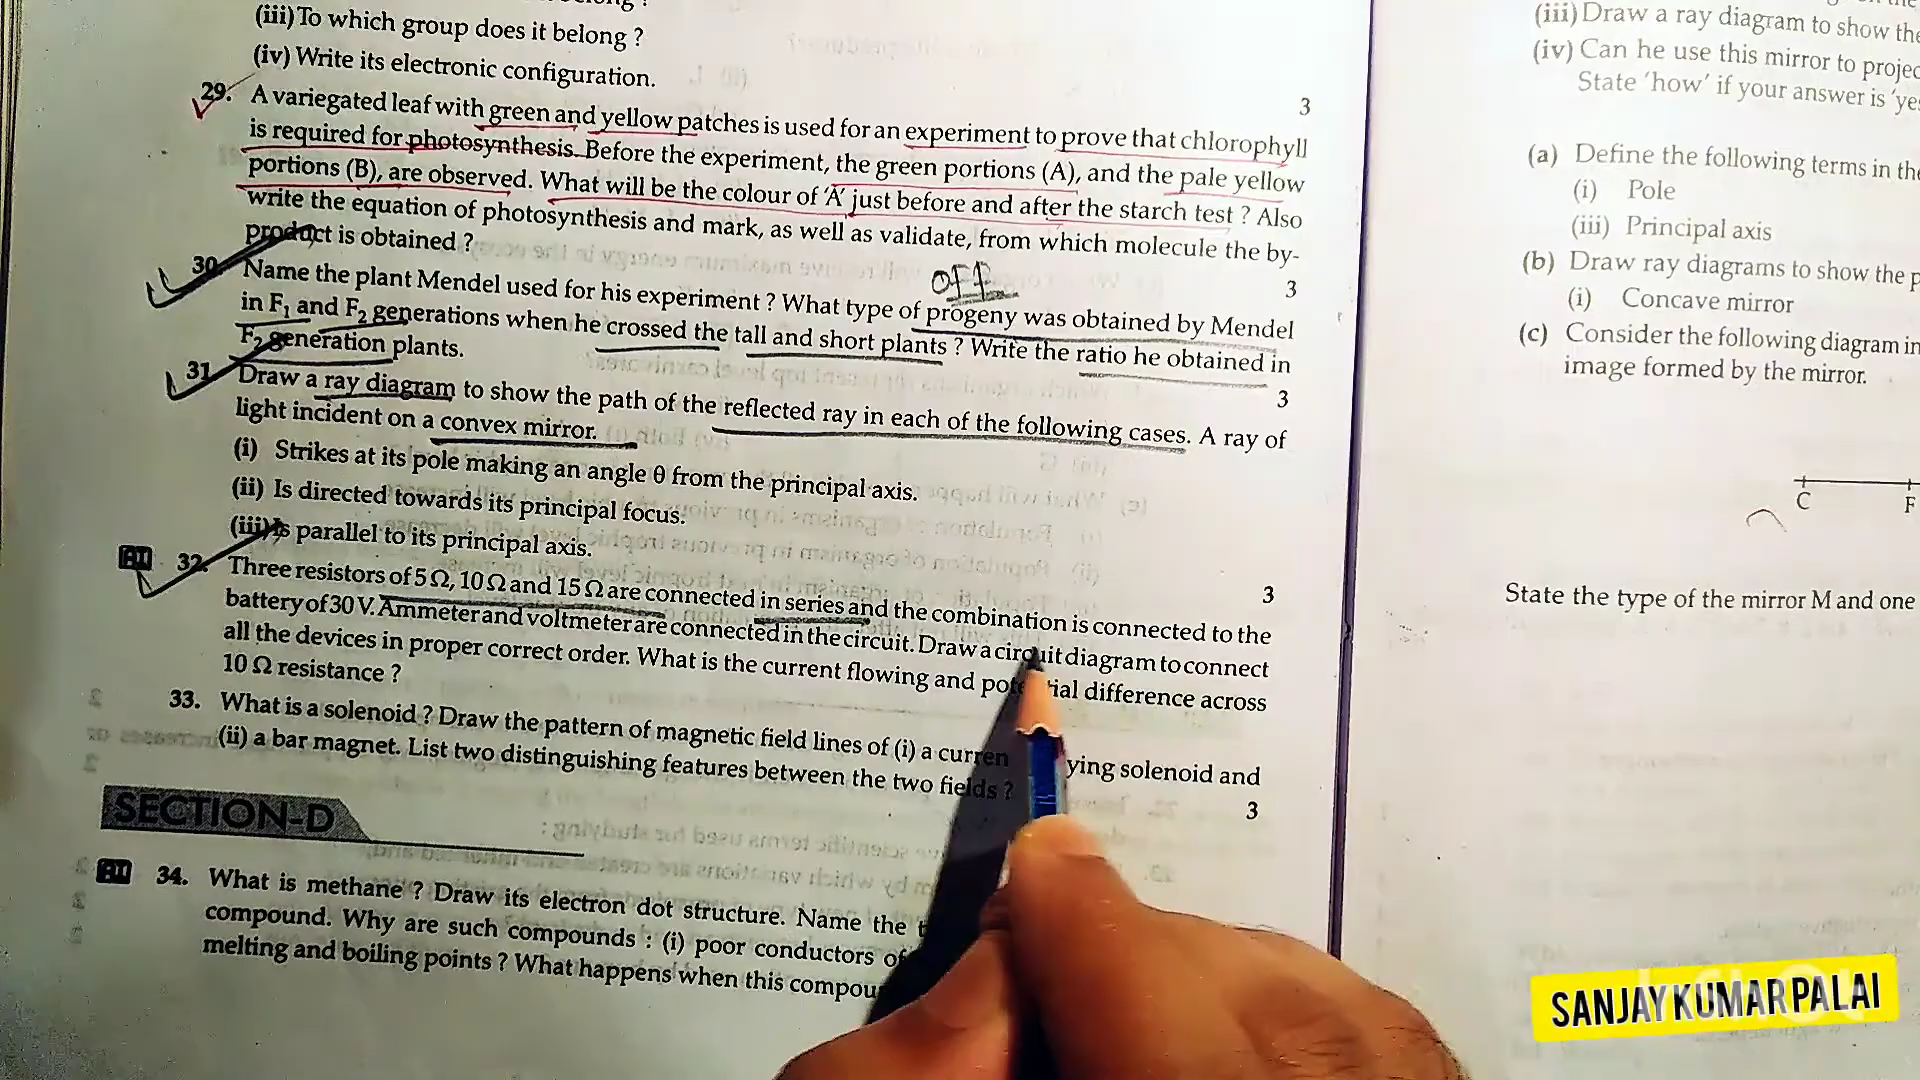 (iii) To which group does it belong ?
(iv) Write its electronic configuration.
3
29. A variegated leaf with green and yellow patches is used for an experiment to prove that chlorophyll
is required for photosynthesis. Before the experiment, the green portions (A), and the pale yellow
portions (B), are observed. What will be the colour of 'A' just before and after the starch test ? Also
write the equation of photosynthesis and mark, as well as validate, from which molecule the by-
product is obtained ?
3
off
30. Name the plant Mendel used for his experiment ? What type of progeny was obtained by Mendel
in F1 and F2 generations when he crossed the tall and short plants ? Write the ratio he obtained in
F2 generation plants.
3
31. Draw a ray diagram to show the path of the reflected ray in each of the following cases. A ray of
light incident on a convex mirror.
(i) Strikes at its pole making an angle θ from the principal axis.
(ii) Is directed towards its principal focus.
(iii) Is parallel to its principal axis.
3
AI 32. Three resistors of 5 Ω, 10 Ω and 15 Ω are connected in series and the combination is connected to the
battery of 30 V. Ammeter and voltmeter are connected in the circuit. Draw a circuit diagram to connect
all the devices in proper correct order. What is the current flowing and potential difference across
10 Ω resistance ?
33. What is a solenoid ? Draw the pattern of magnetic field lines of (i) a curren ying solenoid and
(ii) a bar magnet. List two distinguishing features between the two fields ?
3
SECTION-D
AI 34. What is methane ? Draw its electron dot structure. Name the
compound. Why are such compounds : (i) poor conductors of
melting and boiling points ? What happens when this compou
(iii) Draw a ray diagram to show the
(iv) Can he use this mirror to projec
State 'how' if your answer is 'yes
(a) Define the following terms in the
(i) Pole
(iii) Principal axis
(b) Draw ray diagrams to show the p
(i) Concave mirror
(c) Consider the following diagram in
image formed by the mirror.
C F
State the type of the mirror M and one
SANJAY KUMAR PALAI